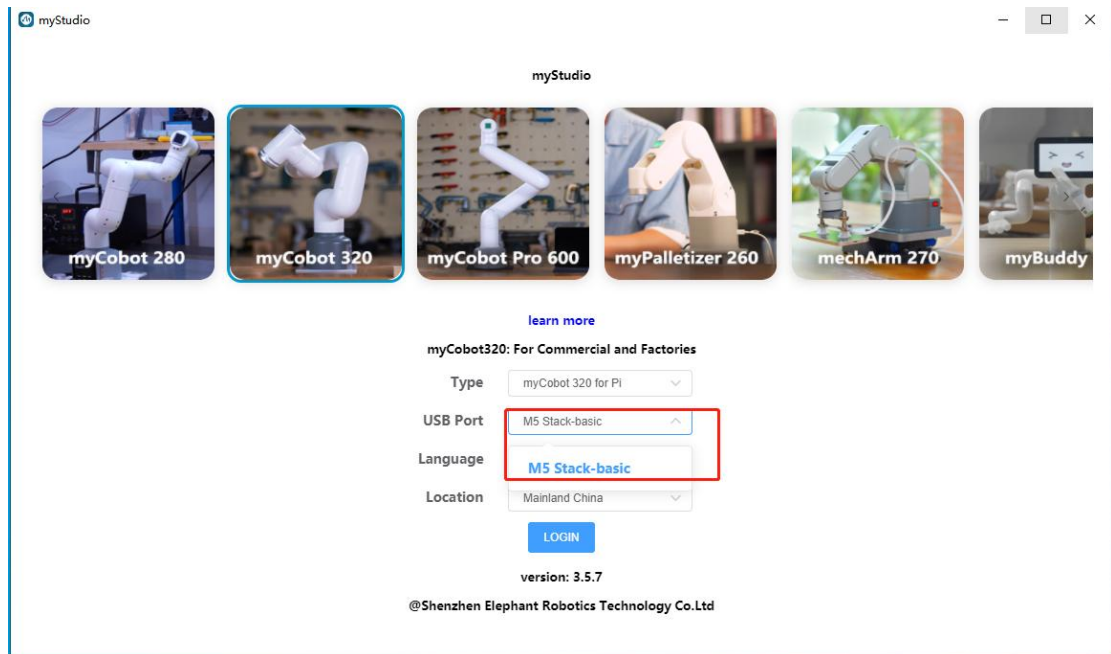 myStudio
myStudio
myCobot 280
myCobot 320
myCobot Pro 600
myPalletizer 260
mechArm 270
myBuddy
learn more
myCobot320: For Commercial and Factories
Type myCobot 320 for Pi
USB Port M5 Stack-basic
Language M5 Stack-basic
Location Mainland China
LOGIN
version: 3.5.7
@Shenzhen Elephant Robotics Technology Co.Ltd